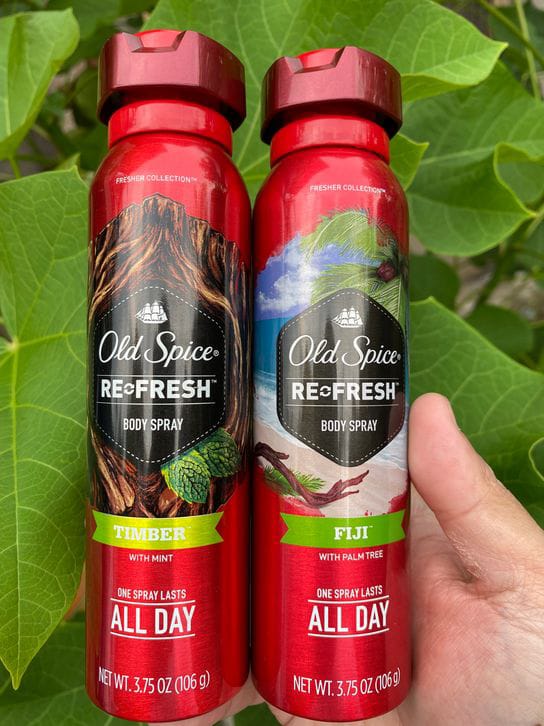 FRESHER COLLECTION™
Old Spice®
RE FRESH™
BODY SPRAY
TIMBER™
WITH MINT
ONE SPRAY LASTS
ALL DAY
NET WT. 3.75 OZ (106 g)
FRESHER COLLECTION™
Old Spice®
RE FRESH™
BODY SPRAY
FIJI™
WITH PALM TREE
ONE SPRAY LASTS
ALL DAY
NET WT. 3.75 OZ (106 g)